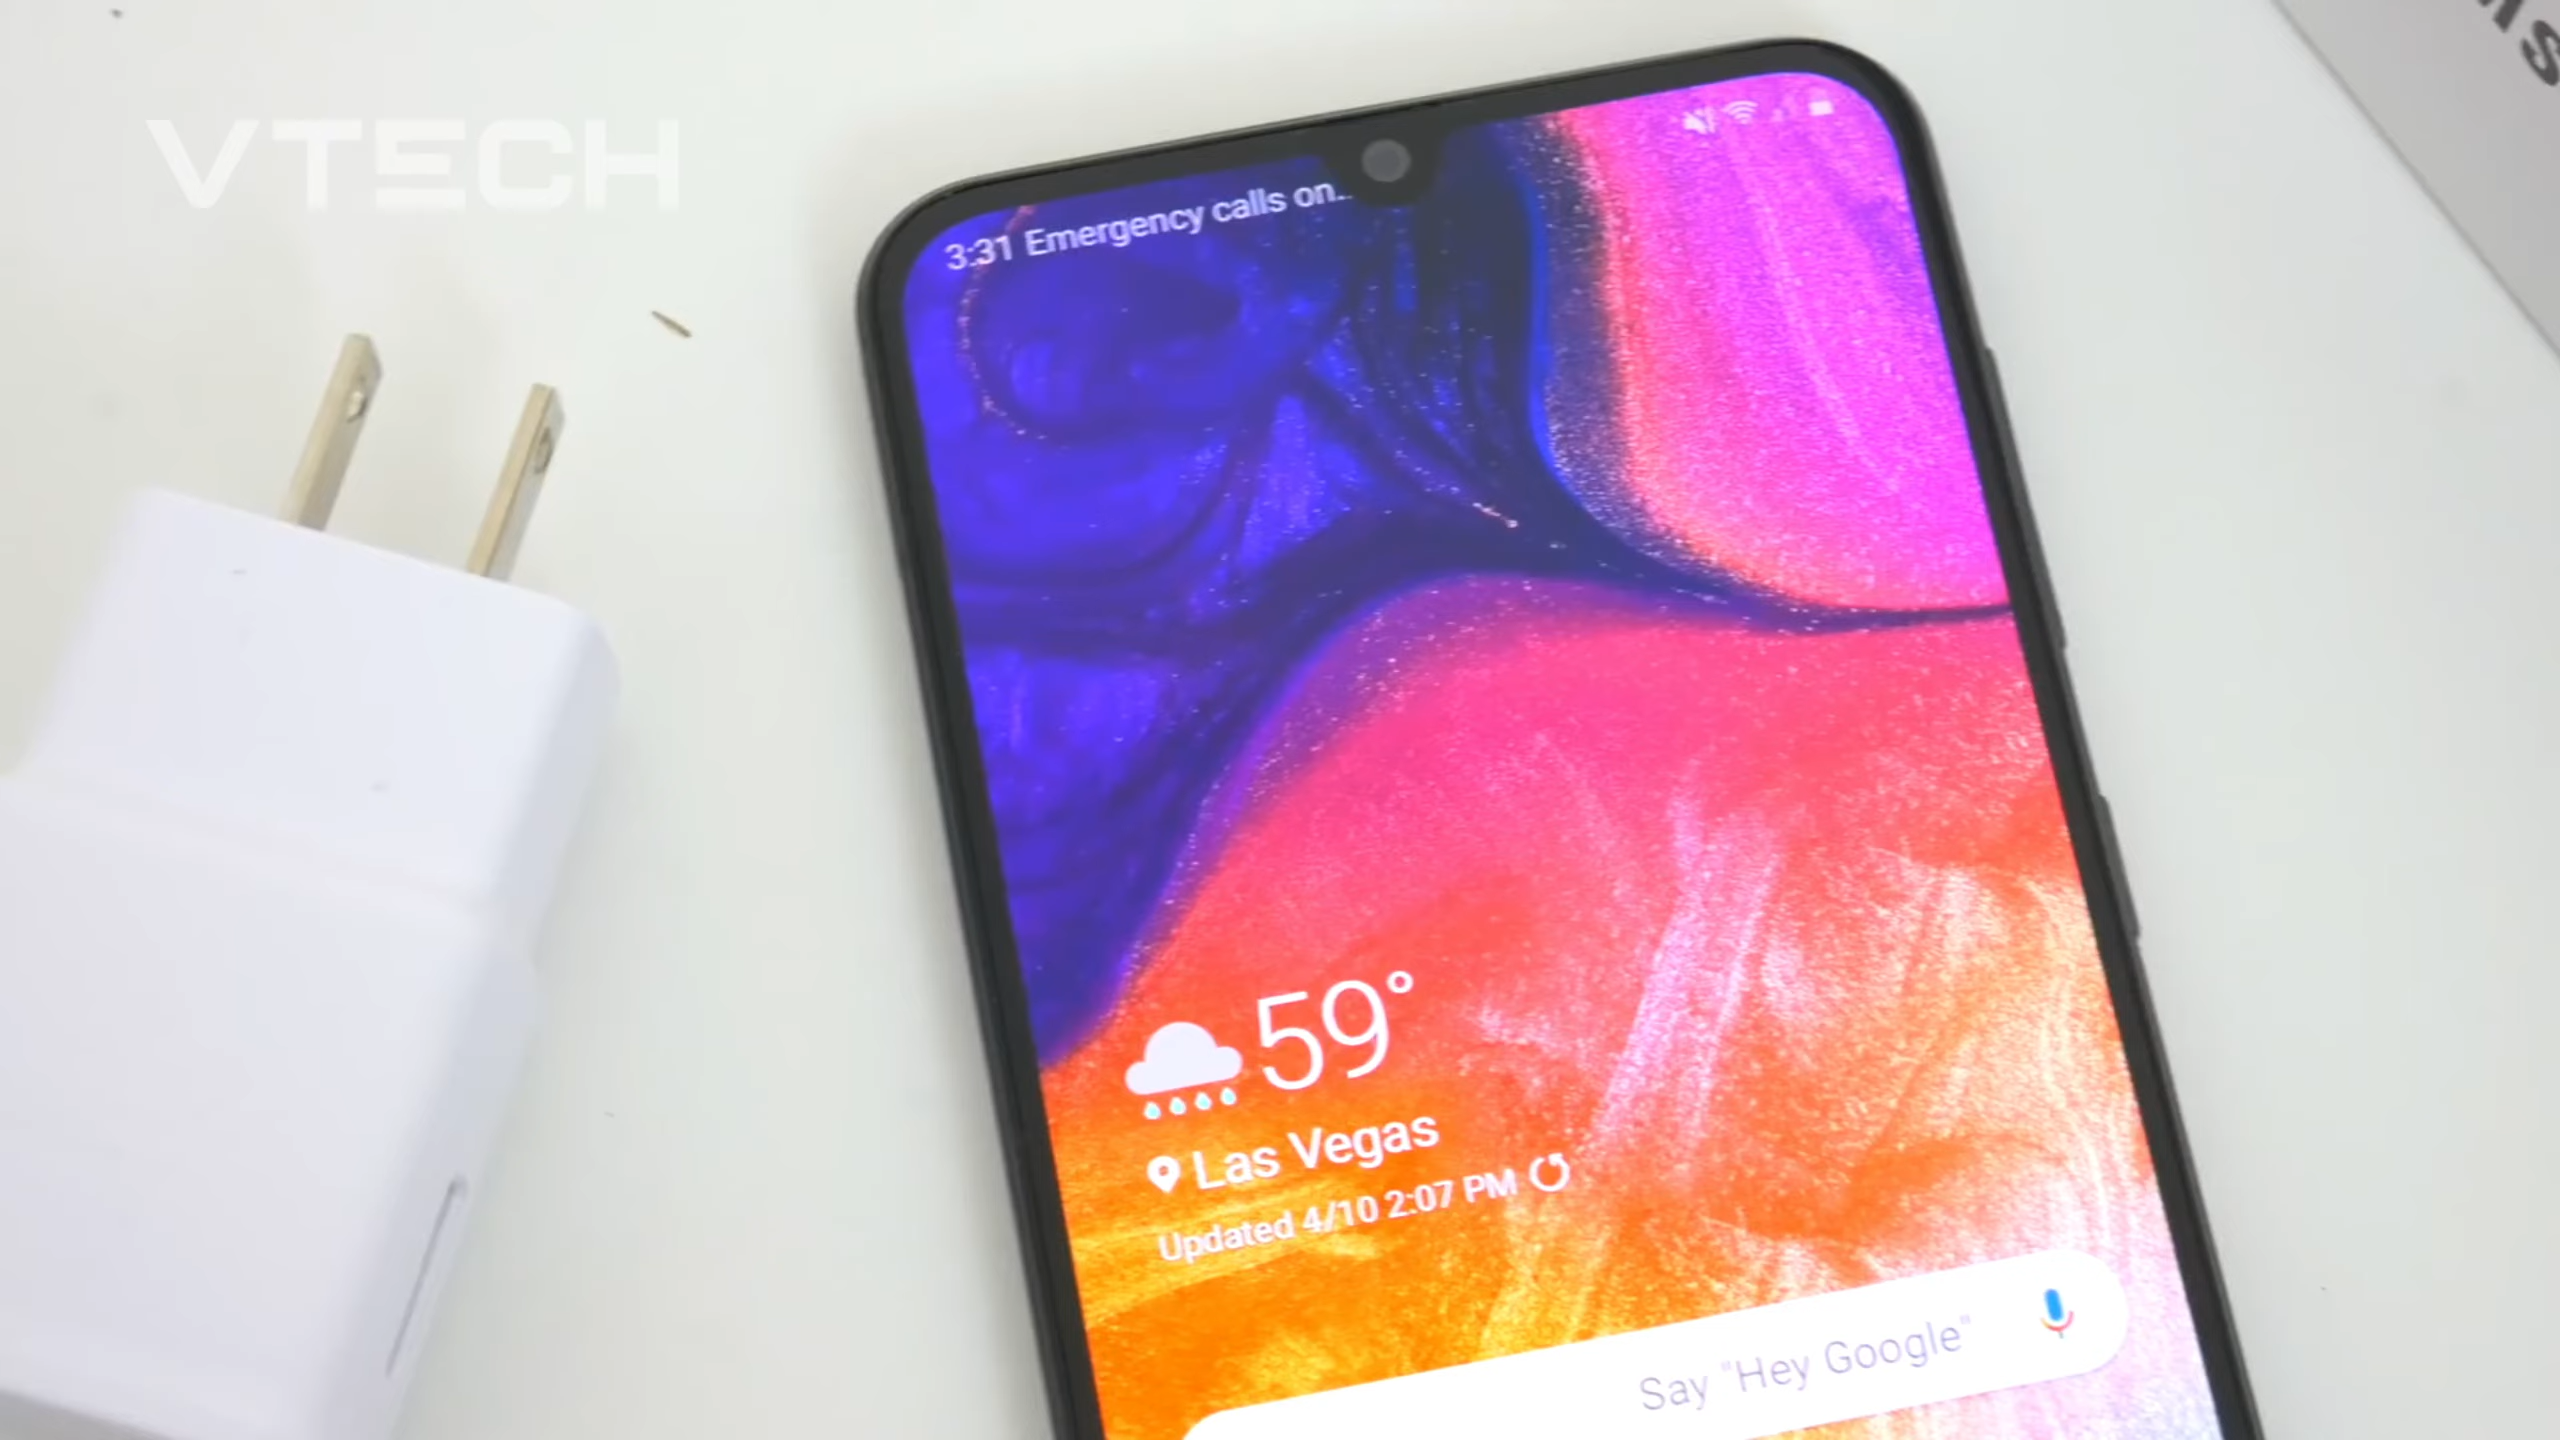 VTECH
3:31 Emergency calls on...
59°
Las Vegas
Updated 4/10 2:07 PM
Say "Hey Google"